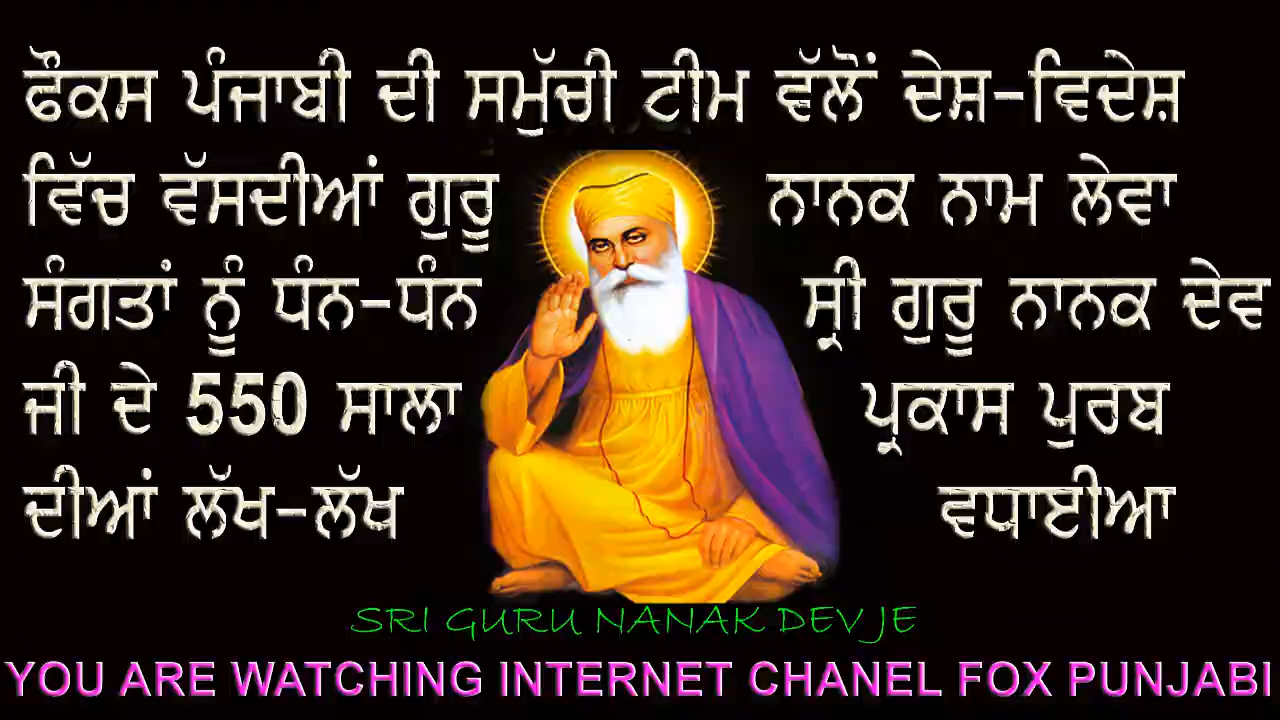 ਫੌਕਸ ਪੰਜਾਬੀ ਦੀ ਸਮੁੱਚੀ ਟੀਮ ਵੱਲੋਂ ਦੇਸ਼-ਵਿਦੇਸ਼
ਵਿੱਚ ਵੱਸਦੀਆਂ ਗੁਰੂ ਨਾਨਕ ਨਾਮ ਲੇਵਾ
ਸੰਗਤਾਂ ਨੂੰ ਧੰਨ-ਧੰਨ ਸ੍ਰੀ ਗੁਰੂ ਨਾਨਕ ਦੇਵ
ਜੀ ਦੇ 550 ਸਾਲਾ ਪ੍ਰਕਾਸ ਪੁਰਬ
ਦੀਆਂ ਲੱਖ-ਲੱਖ ਵਧਾਈਆ
SRI GURU NANAK DEV JE
YOU ARE WATCHING INTERNET CHANEL FOX PUNJABI